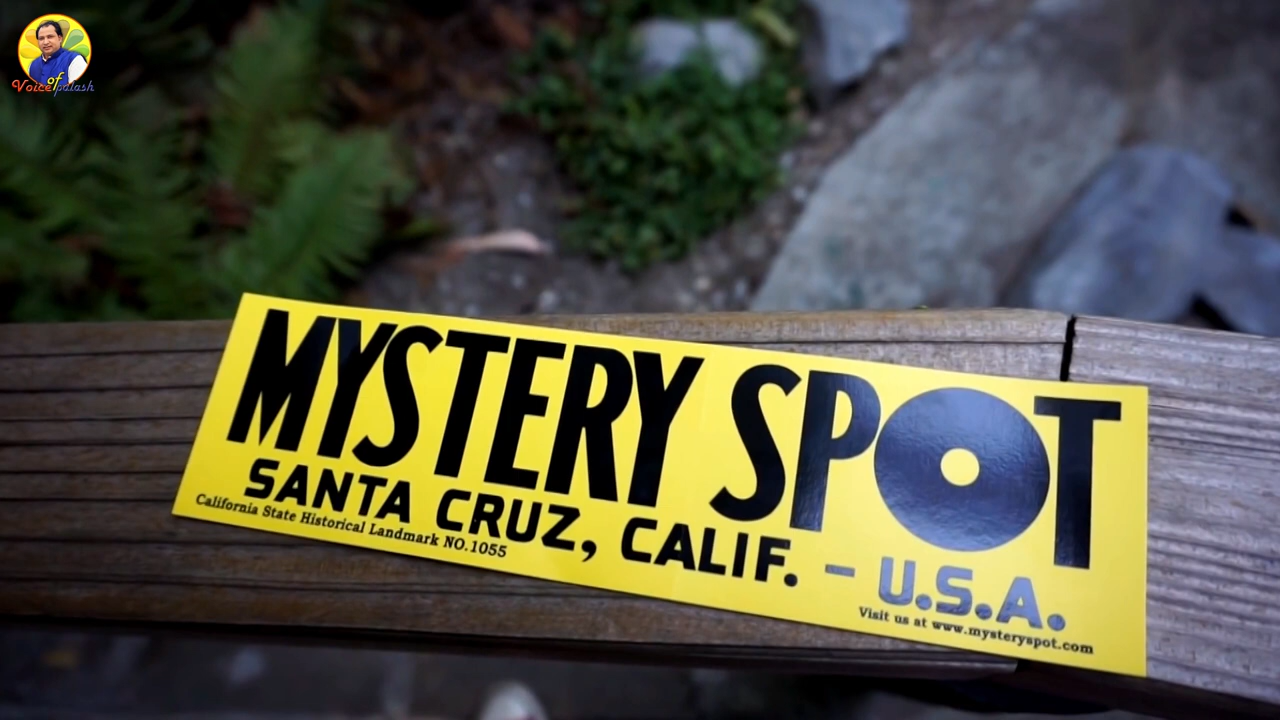 Voice of palash
MYSTERY SPOT
SANTA CRUZ, CALIF. – U.S.A.
California State Historical Landmark NO.1055
Visit us at www.mysteryspot.com